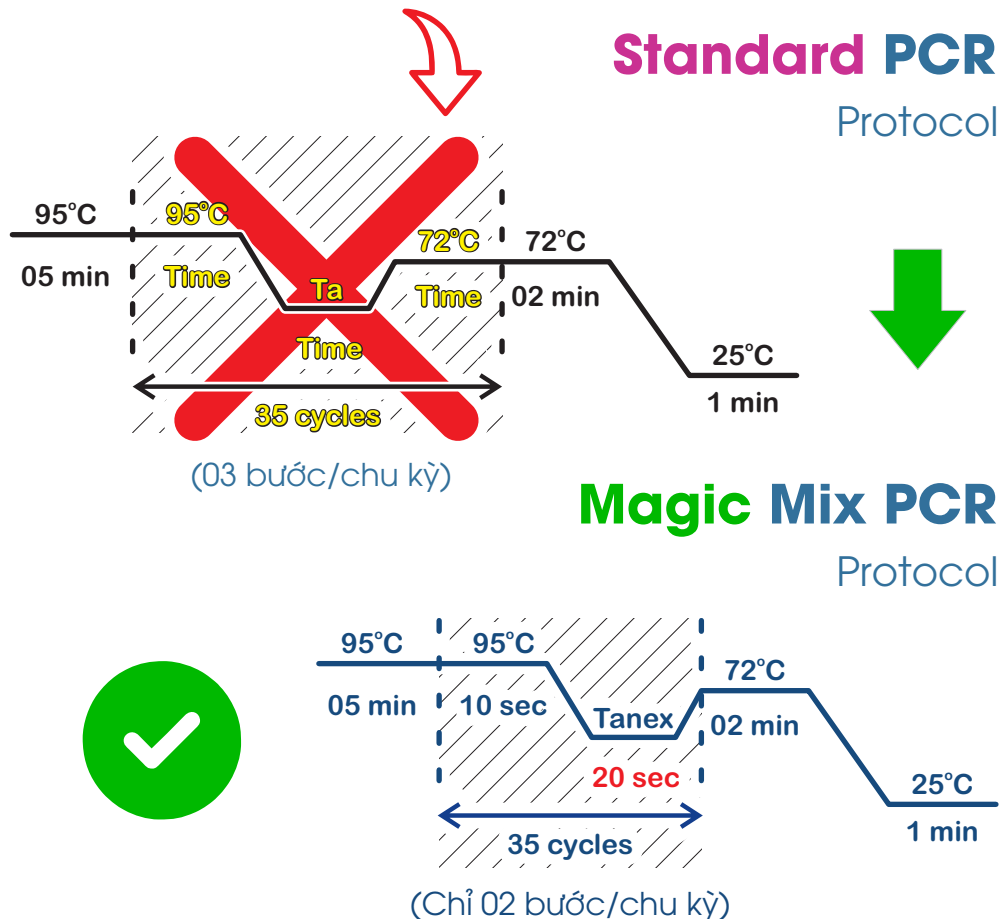 Standard PCR
Protocol
95°C 95°C 72°C 72°C
05 min Time Ta Time 02 min
Time
25°C
1 min
35 cycles
(03 bước/chu kỳ)
Magic Mix PCR
Protocol
95°C 95°C 72°C
05 min 10 sec Tanex 02 min
20 sec 25°C
1 min
35 cycles
(Chỉ 02 bước/chu kỳ)